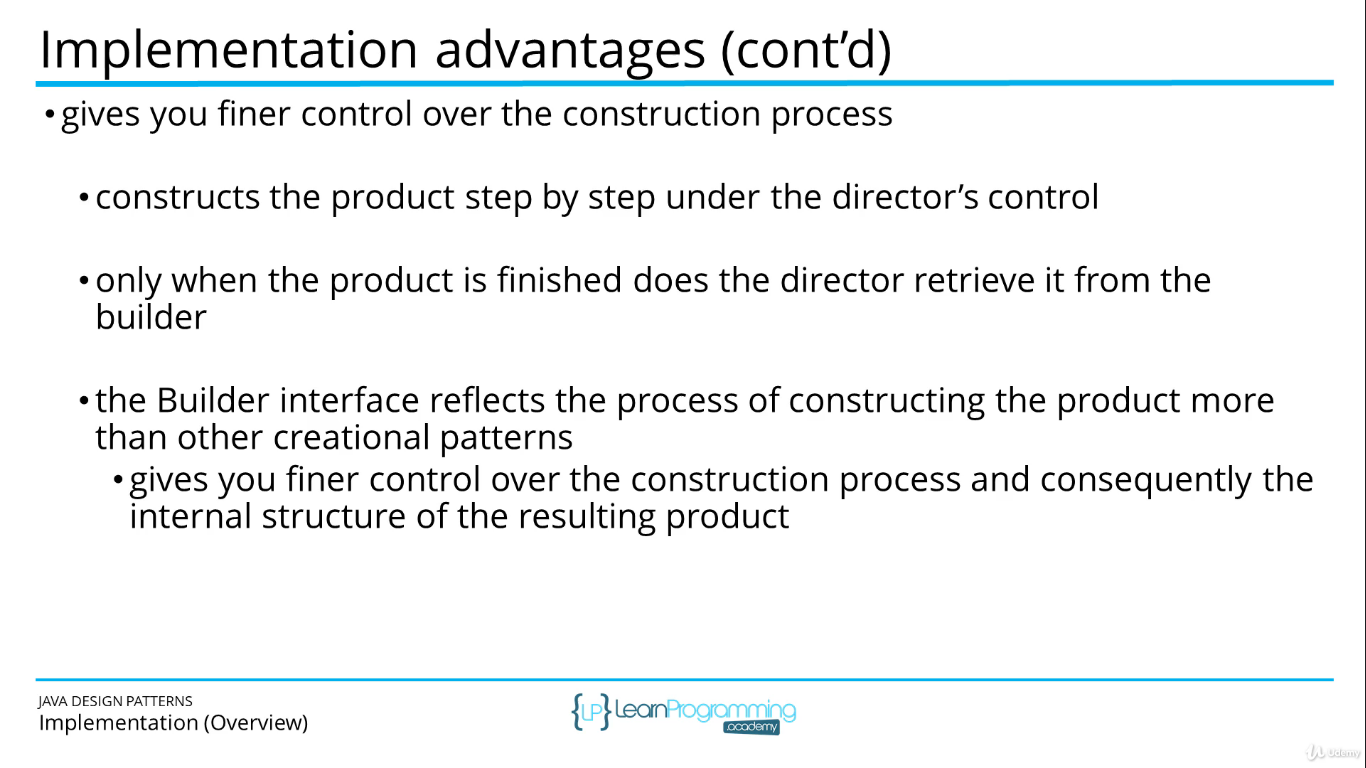 Implementation advantages (cont’d)
• gives you finer control over the construction process
• constructs the product step by step under the director’s control
• only when the product is finished does the director retrieve it from the
builder
• the Builder interface reflects the process of constructing the product more
than other creational patterns
• gives you finer control over the construction process and consequently the
internal structure of the resulting product
JAVA DESIGN PATTERNS
Implementation (Overview)
{LP} LearnProgramming
.academy
Udemy